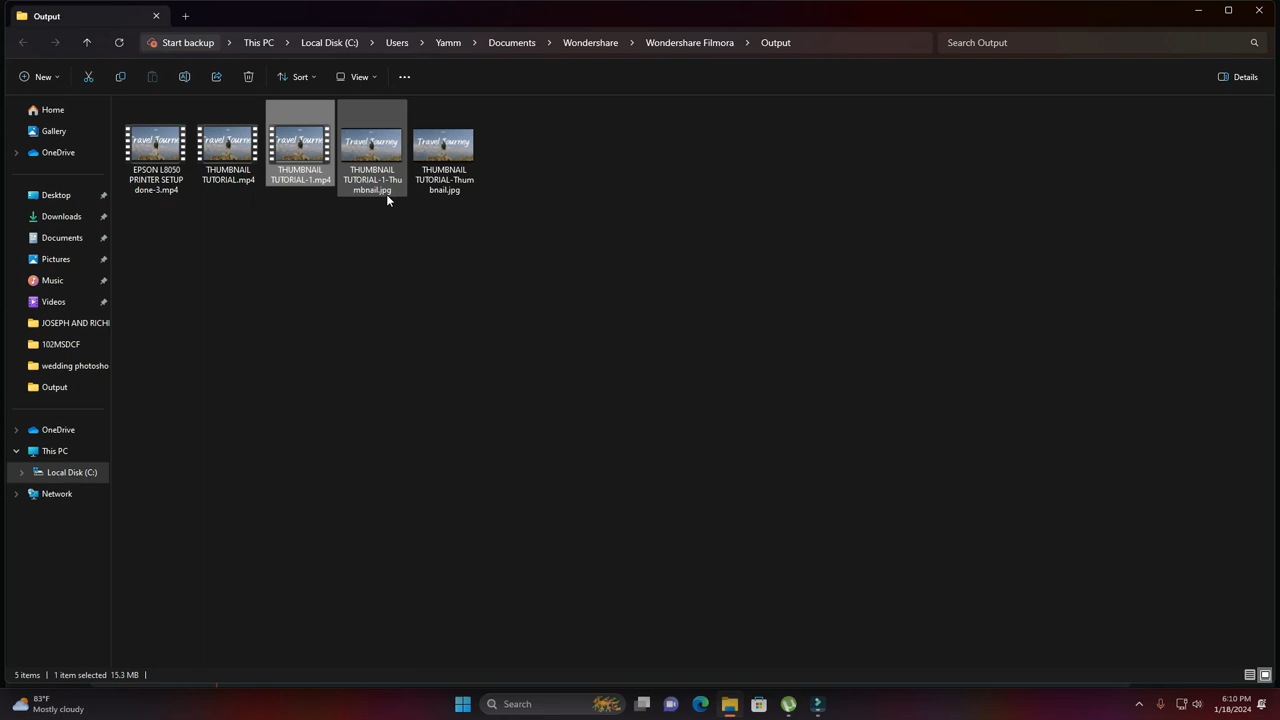 Output
Start backup
This PC
Local Disk (C:)
Users
Yamm
Documents
Wondershare
Wondershare Filmora
Output
Search Output
New
Sort
View
Details
Home
Gallery
OneDrive
Desktop
Downloads
Documents
Pictures
Music
Videos
JOSEPH AND RICHI
102MSDCF
wedding photosho
Output
OneDrive
This PC
Local Disk (C:)
Network
EPSON L8050
PRINTER SETUP
done-3.mp4
THUMBNAIL
TUTORIAL.mp4
THUMBNAIL
TUTORIAL-1.mp4
Travel Tourney
THUMBNAIL
TUTORIAL-1-Thu
mbnail.jpg
Travel Tourney
THUMBNAIL
TUTORIAL-Thum
bnail.jpg
5 items
1 item selected
15.3 MB
83°F
Mostly cloudy
Search
6:10 PM
1/18/2024